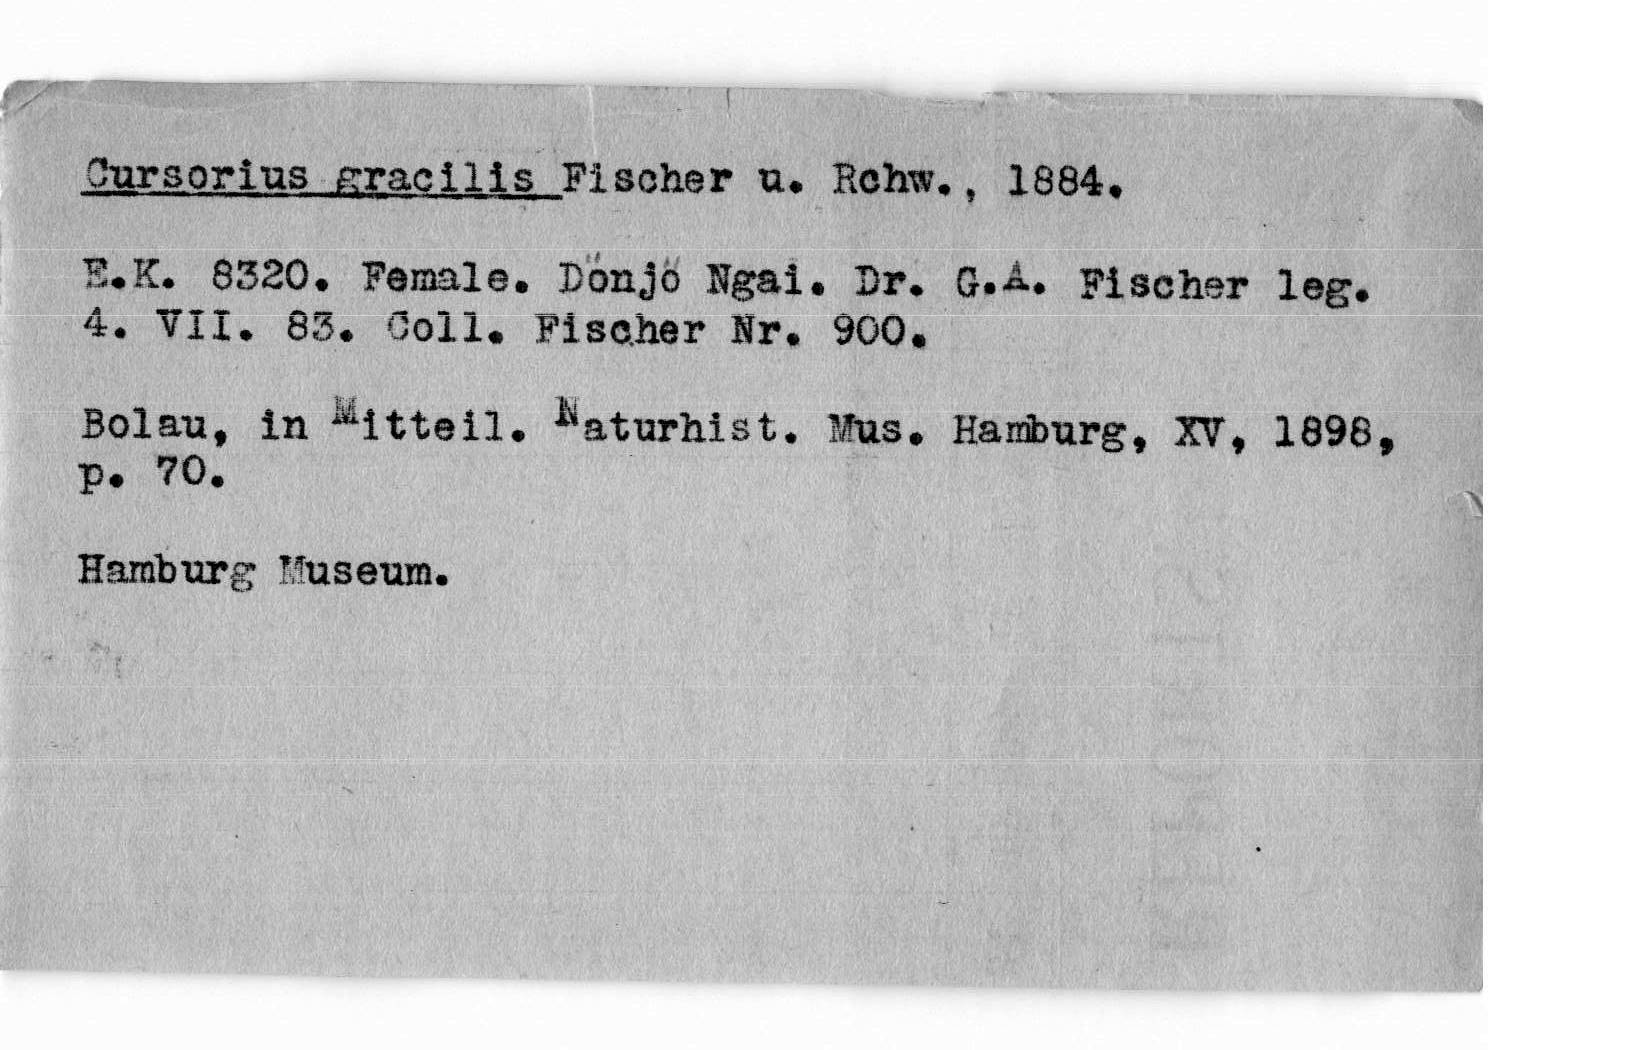 Cursorius gracilis Fischer u. Rchw., 1884.
E.K. 8320. Female. Dönjö Ngai. Dr. G.A. Fischer leg.
4. VII. 83. Coll. Fischer Nr. 900.
Bolau, in Mitteil. Naturhist. Mus. Hamburg, XV, 1898,
p. 70.
Hamburg Museum.